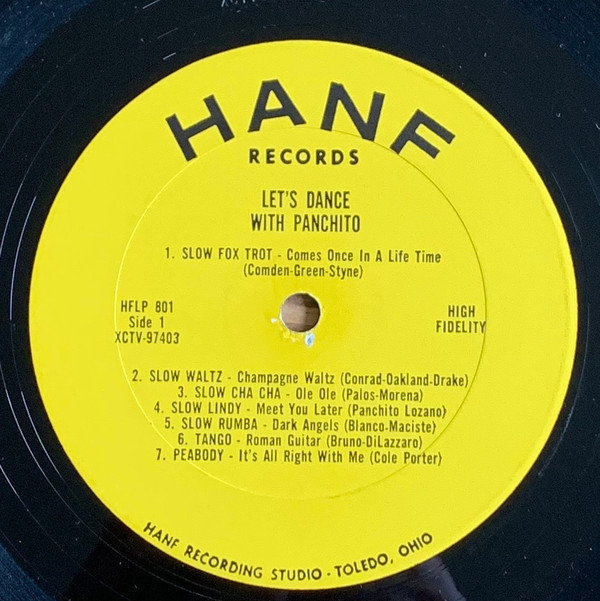 HANF
RECORDS
LET'S DANCE
WITH PANCHITO
1. SLOW FOX TROT - Comes Once In A Life Time
(Comden-Green-Styne)
HFLP 801
Side 1
XCTV-97403
HIGH
FIDELITY
2. SLOW WALTZ - Champagne Waltz (Conrad-Oakland-Drake)
3. SLOW CHA CHA - Ole Ole (Palos-Morena)
4. SLOW LINDY - Meet You Later (Panchito Lozano)
5. SLOW RUMBA - Dark Angels (Blanco-Maciste)
6. TANGO - Roman Guitar (Bruno-DiLazzaro)
7. PEABODY - It's All Right With Me (Cole Porter)
HANF RECORDING STUDIO - TOLEDO, OHIO